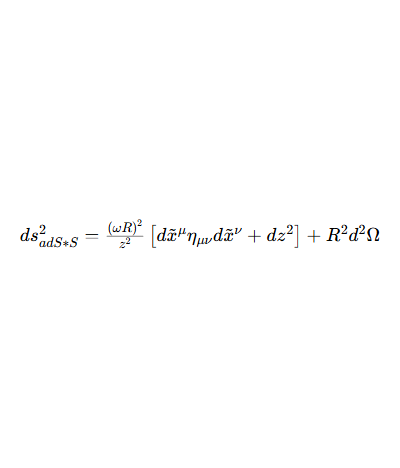 $ds^2_{adS*S} = \frac{(\omega R)^2}{z^2} \left[ d\tilde{x}^\mu \eta_{\mu\nu} d\tilde{x}^\nu + dz^2 \right] + R^2 d^2\Omega$